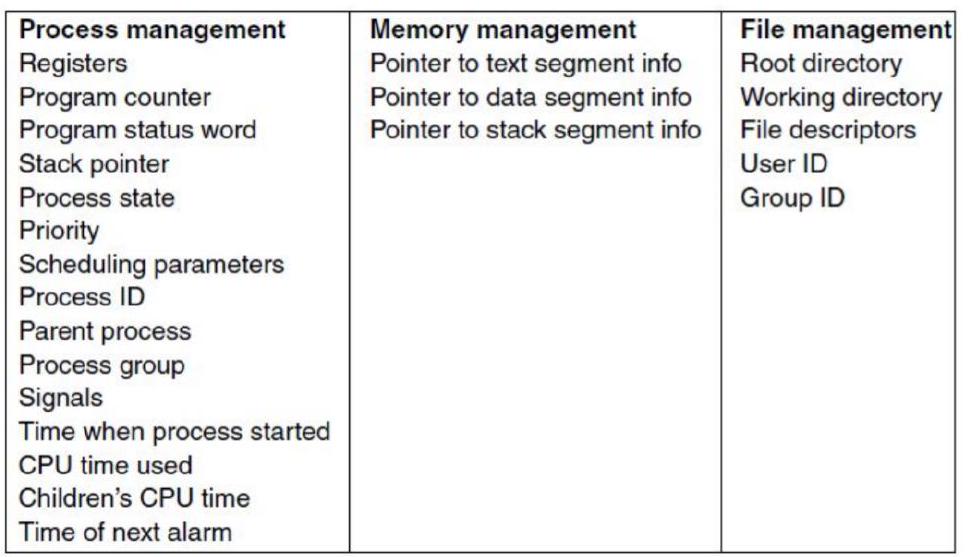 Process management
Registers
Program counter
Program status word
Stack pointer
Process state
Priority
Scheduling parameters
Process ID
Parent process
Process group
Signals
Time when process started
CPU time used
Children's CPU time
Time of next alarm
Memory management
Pointer to text segment info
Pointer to data segment info
Pointer to stack segment info
File management
Root directory
Working directory
File descriptors
User ID
Group ID